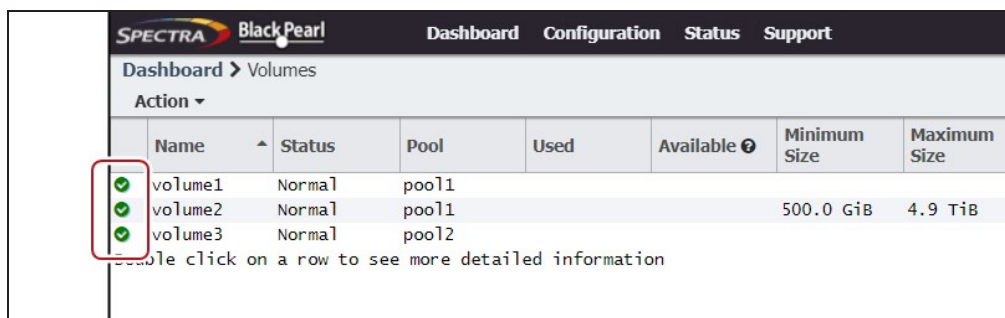 SPECTRA BlackPearl Dashboard Configuration Status Support
Dashboard > Volumes
Action
Name Status Pool Used Available Minimum Size Maximum Size
volume1 Normal pool1
volume2 Normal pool1 500.0 GiB 4.9 TiB
volume3 Normal pool2
Double click on a row to see more detailed information